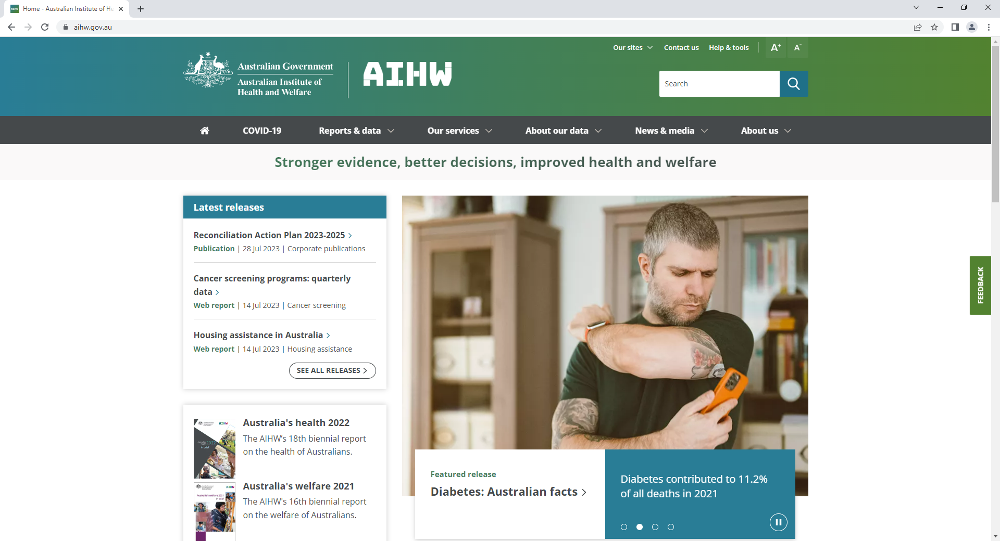 Home - Australian Institute of He
aihw.gov.au
Our sites
Contact us
Help & tools
A+
A-
Australian Government
Australian Institute of
Health and Welfare
AIHW
Search
COVID-19
Reports & data
Our services
About our data
News & media
About us
Stronger evidence, better decisions, improved health and welfare
Latest releases
Reconciliation Action Plan 2023-2025
Publication | 28 Jul 2023 | Corporate publications
Cancer screening programs: quarterly
data
Web report | 14 Jul 2023 | Cancer screening
Housing assistance in Australia
Web report | 14 Jul 2023 | Housing assistance
SEE ALL RELEASES
Australia's health 2022
The AIHW’s 18th biennial report
on the health of Australians.
Australia's welfare 2021
The AIHW's 16th biennial report
on the welfare of Australians.
Featured release
Diabetes: Australian facts
Diabetes contributed to 11.2%
of all deaths in 2021
FEEDBACK